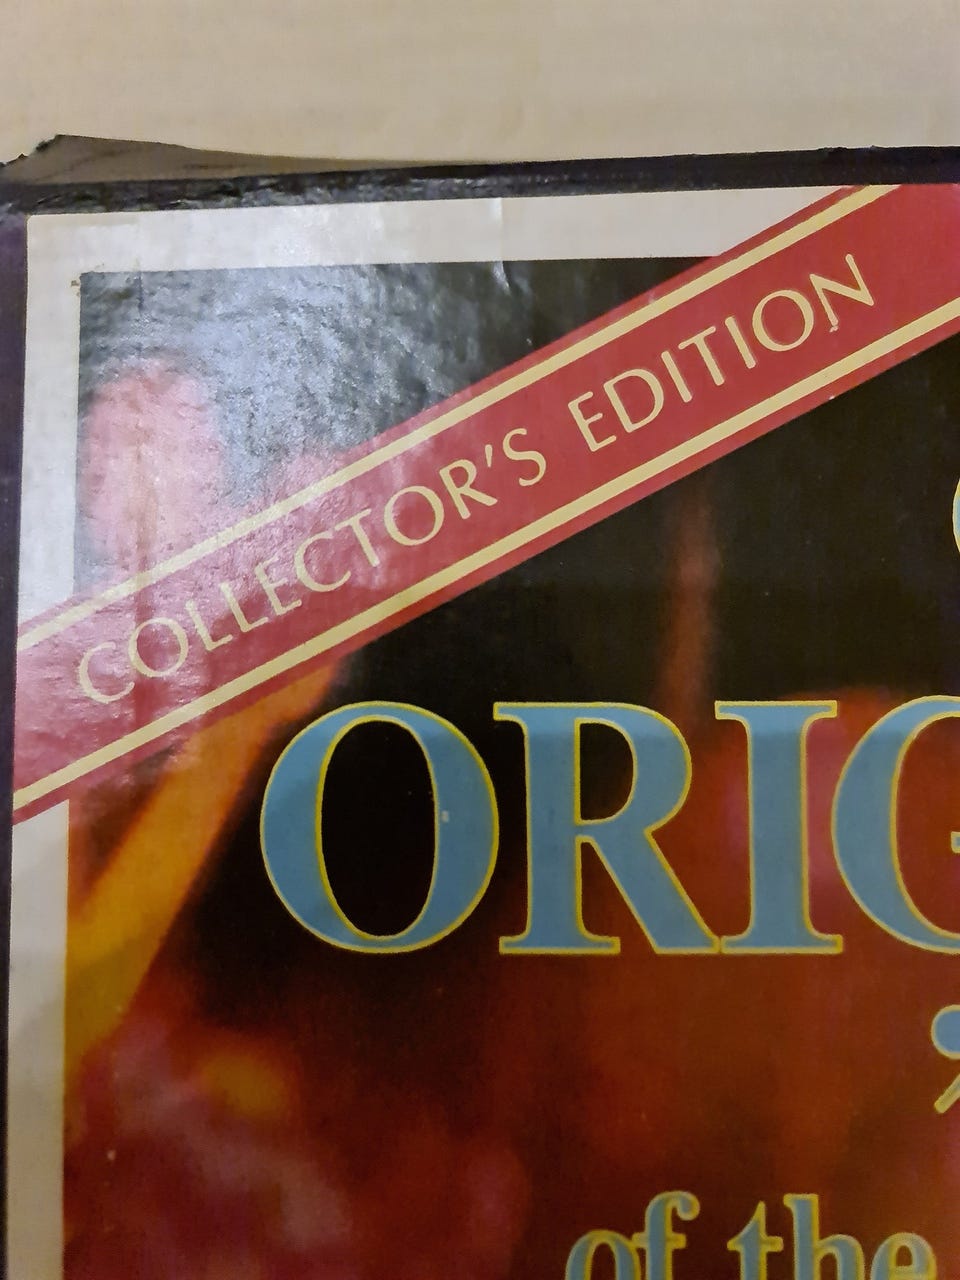 COLLECTOR'S EDITION
ORIG
of the